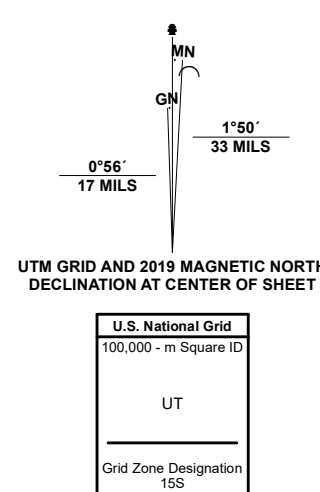 MN
GN
1°50´
33 MILS
0°56´
17 MILS
UTM GRID AND 2019 MAGNETIC NORTH
DECLINATION AT CENTER OF SHEET
U.S. National Grid
100,000 - m Square ID
UT
Grid Zone Designation
15S